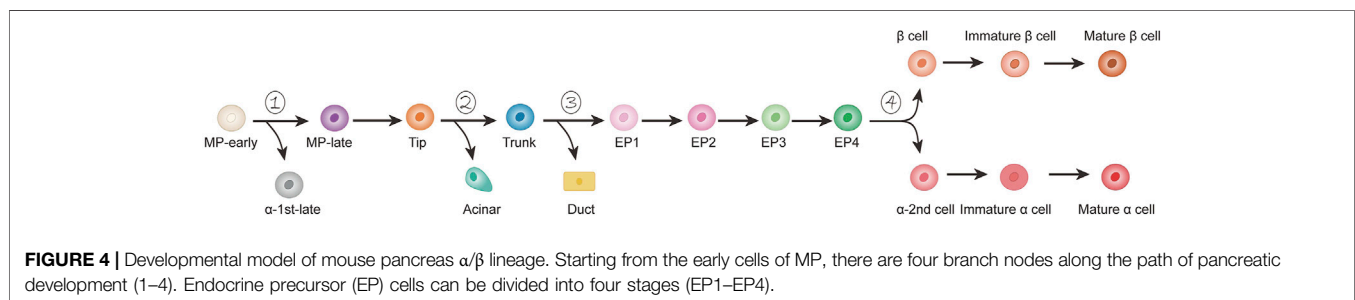 β cell Immature β cell Mature β cell
① ② ③ ④
MP-early MP-late Tip Trunk EP1 EP2 EP3 EP4
α-1st-late Acinar Duct α-2nd cell Immature α cell Mature α cell
FIGURE 4 | Developmental model of mouse pancreas α/β lineage. Starting from the early cells of MP, there are four branch nodes along the path of pancreatic
development (1–4). Endocrine precursor (EP) cells can be divided into four stages (EP1–EP4).